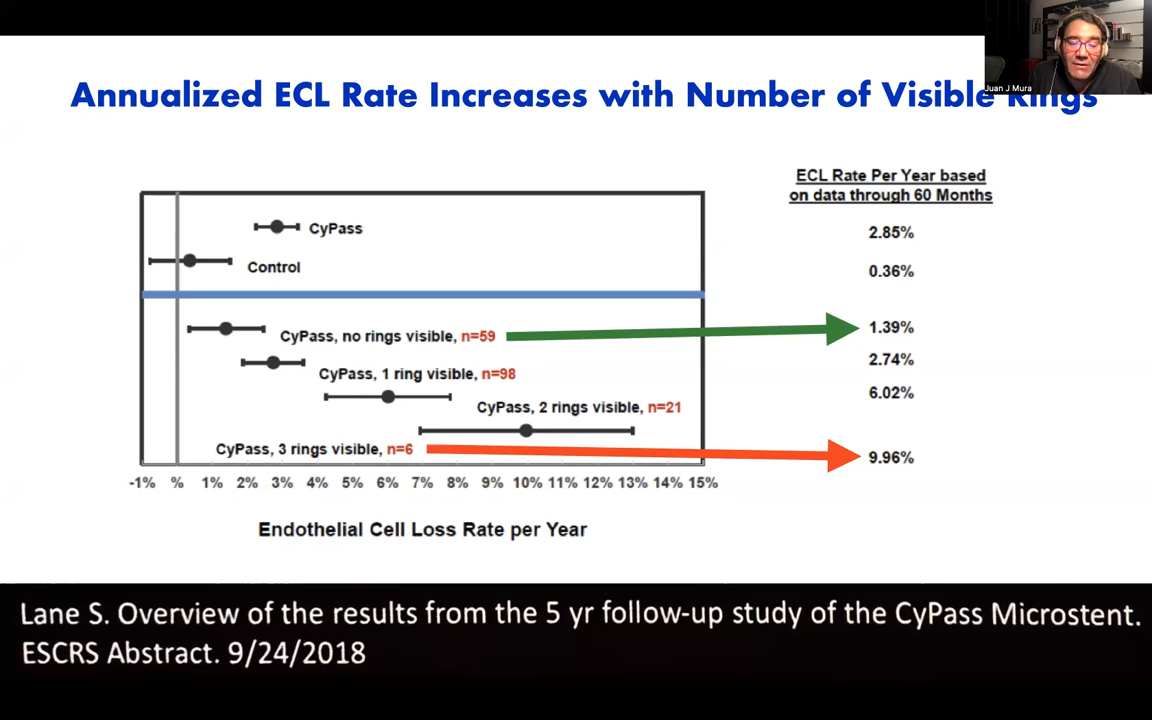 Juan J Mura
Annualized ECL Rate Increases with Number of Visible Rings
ECL Rate Per Year based
on data through 60 Months
CyPass
2.85%
Control
0.36%
CyPass, no rings visible, n=59
1.39%
CyPass, 1 ring visible, n=98
2.74%
CyPass, 2 rings visible, n=21
6.02%
CyPass, 3 rings visible, n=6
9.96%
-1% % 1% 2% 3% 4% 5% 6% 7% 8% 9% 10% 11% 12% 13% 14% 15%
Endothelial Cell Loss Rate per Year
Lane S. Overview of the results from the 5 yr follow-up study of the CyPass Microstent.
ESCRS Abstract. 9/24/2018